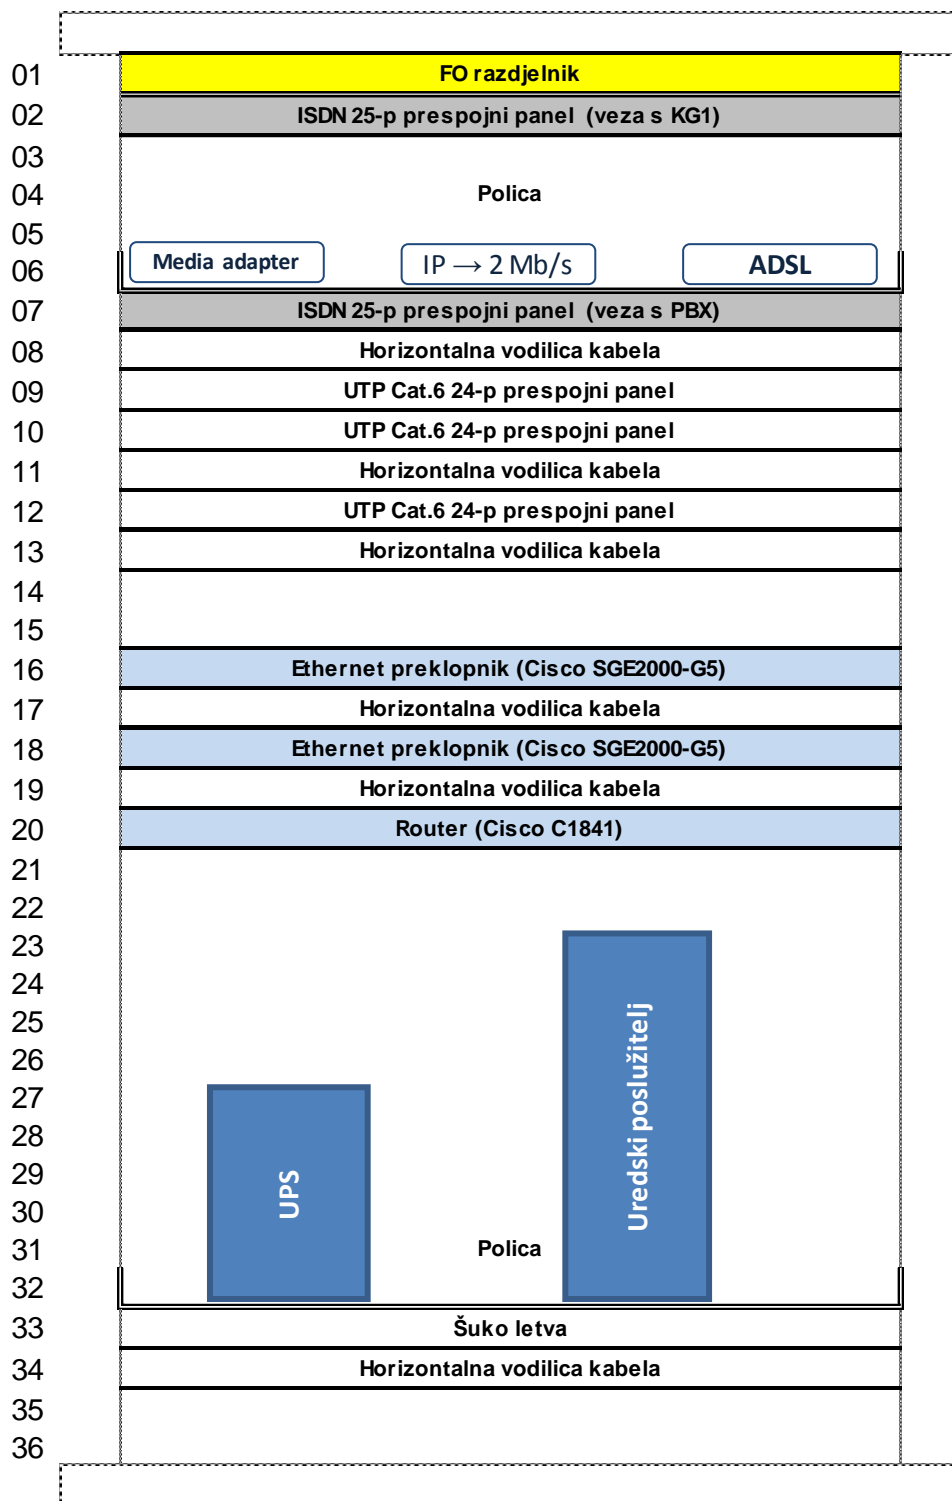 01 FO razdjelnik
02 ISDN 25-p prespojni panel (veza s KG1)
03
04 Polica
05
06 Media adapter IP → 2 Mb/s ADSL
07 ISDN 25-p prespojni panel (veza s PBX)
08 Horizontalna vodilica kabela
09 UTP Cat.6 24-p prespojni panel
10 UTP Cat.6 24-p prespojni panel
11 Horizontalna vodilica kabela
12 UTP Cat.6 24-p prespojni panel
13 Horizontalna vodilica kabela
14
15
16 Ethernet preklopnik (Cisco SGE2000-G5)
17 Horizontalna vodilica kabela
18 Ethernet preklopnik (Cisco SGE2000-G5)
19 Horizontalna vodilica kabela
20 Router (Cisco C1841)
21
22
23
24
25
26
27
28
29
30
UPS
Uredski poslužitelj
31 Polica
32
33 Šuko letva
34 Horizontalna vodilica kabela
35
36